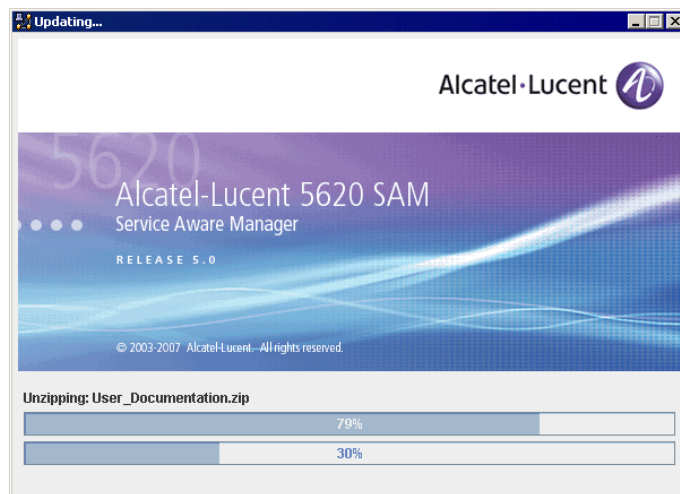 Updating...
Alcatel·Lucent
5620
Alcatel-Lucent 5620 SAM
Service Aware Manager
RELEASE 5.0
© 2003-2007 Alcatel-Lucent. All rights reserved.
Unzipping: User_Documentation.zip
79%
30%